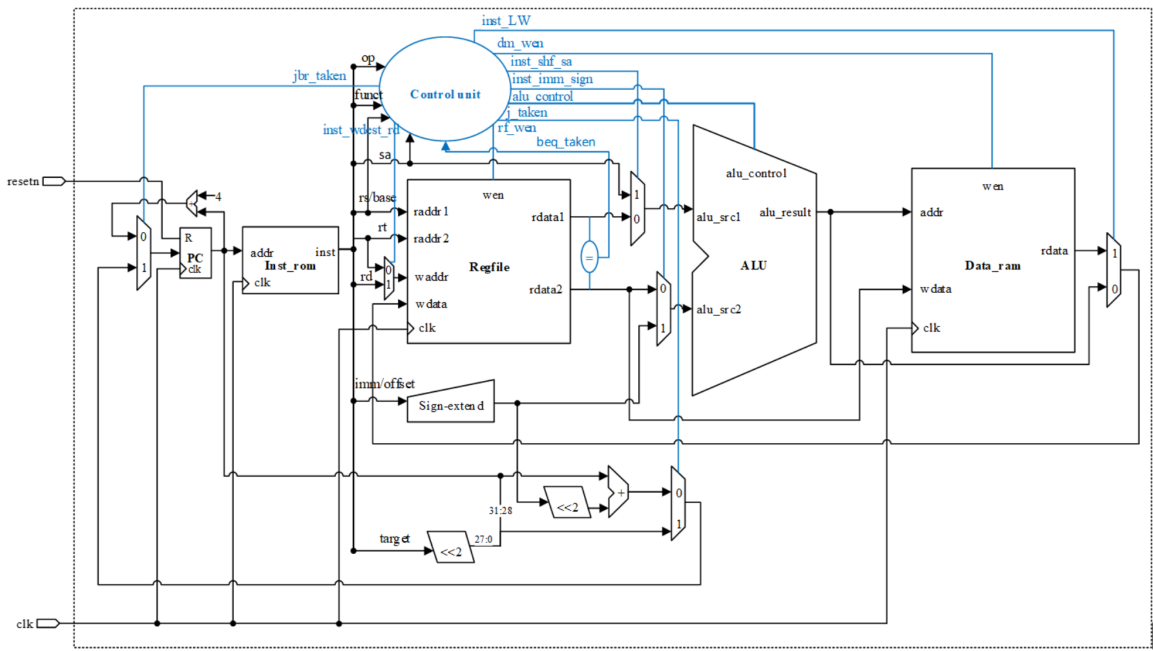 inst_LW
dm_wen
op
inst_shf_sa
jbr_taken
inst_imm_sign
Control unit
funct
alu_control
j_taken
inst_wdest_rd
rf_wen
beq_taken
sa
alu_control
resetn
4
rs/base
wen
wen
1
raddr1
rdata1
0
alu_src1
alu_result
addr
0
R
rt
raddr2
PC
addr
inst
=
rdata
1
1
clk
Inst_rom
0
Regfile
ALU
Data_ram
rd
1
waddr
clk
rdata2
0
wdata
0
wdata
alu_src2
clk
1
clk
imm/offset
Sign-extend
+
0
<<2
31:28
1
target
<<2
27:0
clk